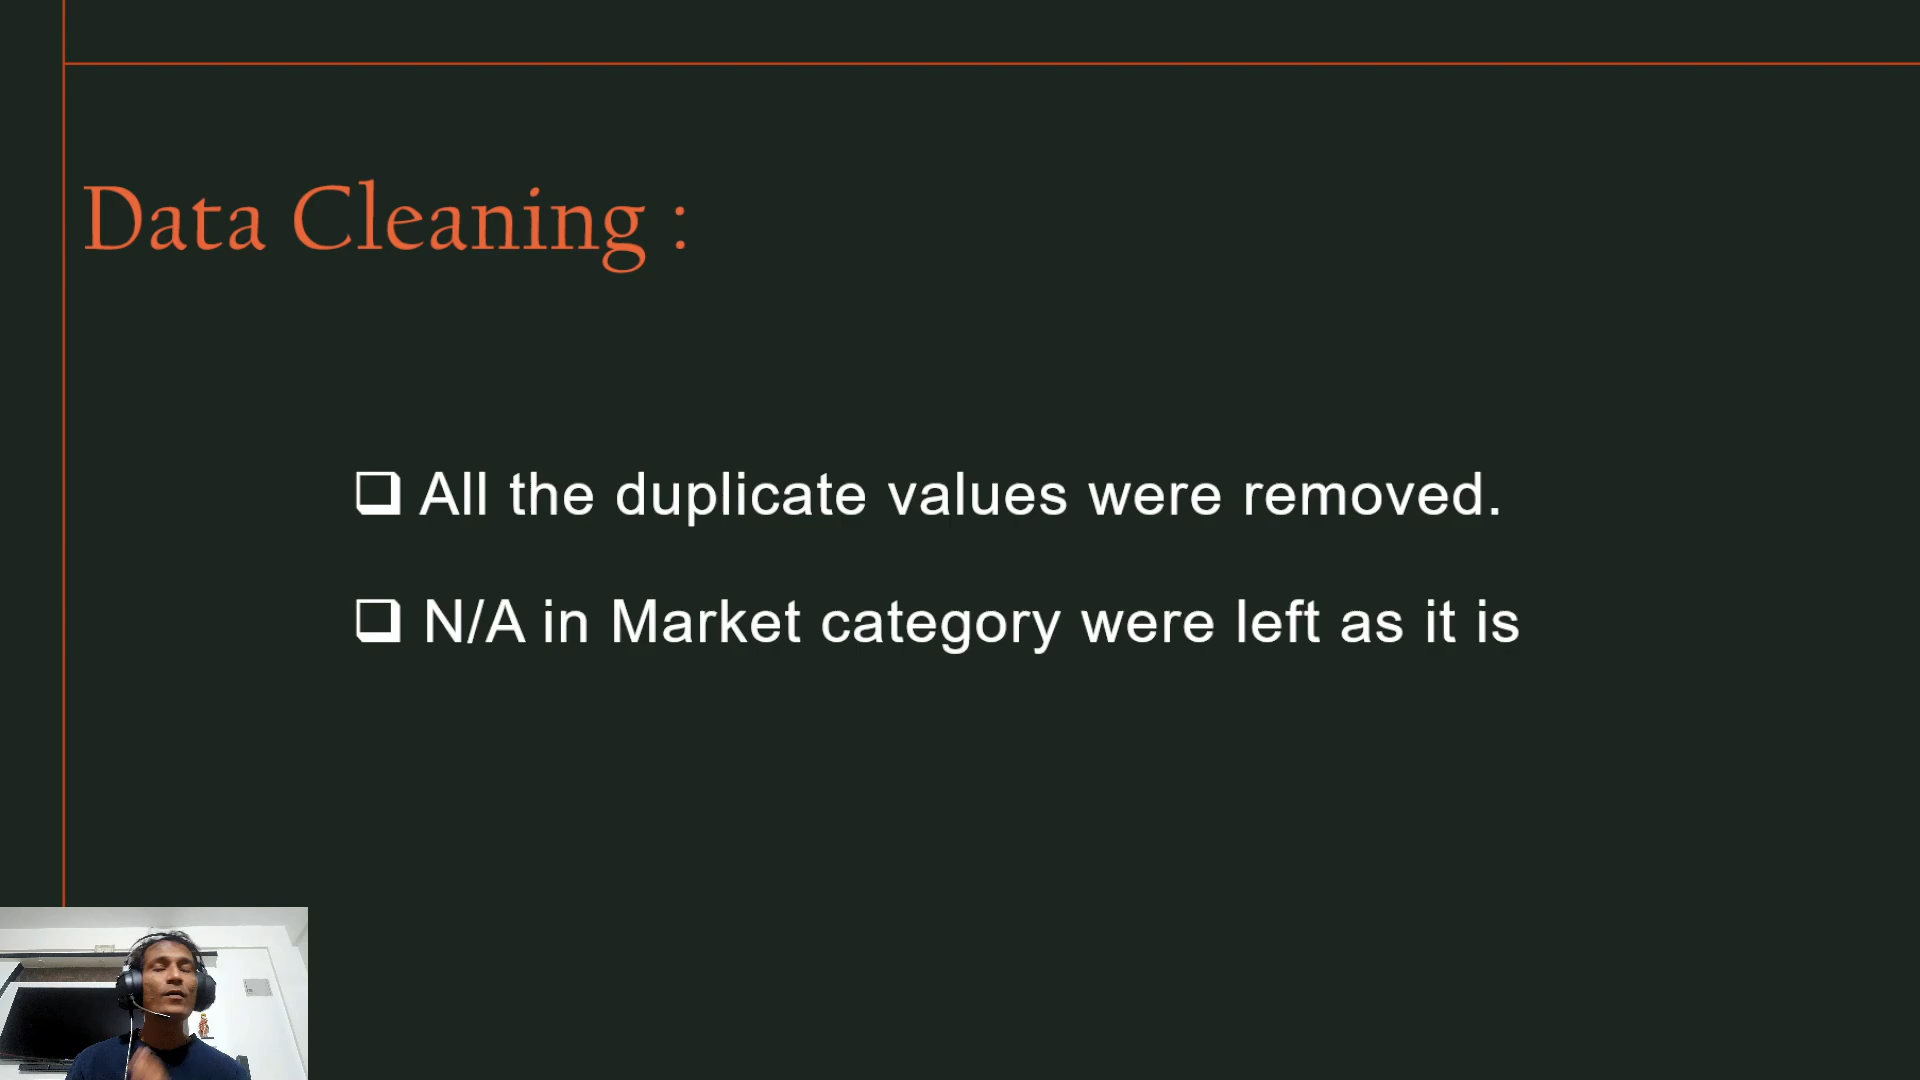 Data Cleaning :
All the duplicate values were removed.
N/A in Market category were left as it is